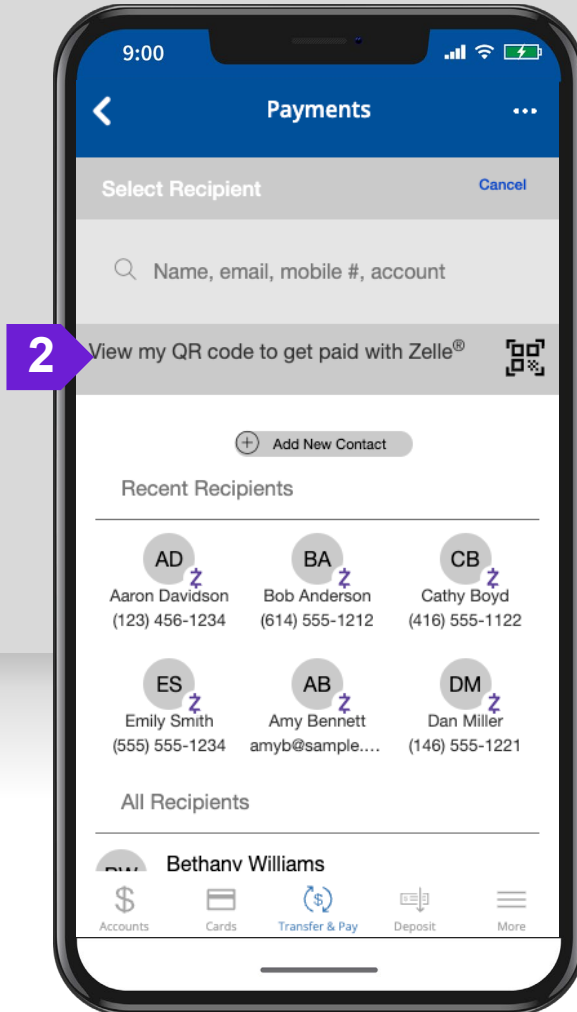 9:00
Payments
Select Recipient Cancel
Name, email, mobile #, account
2
View my QR code to get paid with Zelle®
Add New Contact
Recent Recipients
AD BA CB
Aaron Davidson Bob Anderson Cathy Boyd
(123) 456-1234 (614) 555-1212 (416) 555-1122
ES AB DM
Emily Smith Amy Bennett Dan Miller
(555) 555-1234 amyb@sample.... (146) 555-1221
All Recipients
Bethany Williams
Accounts Cards Transfer & Pay Deposit More